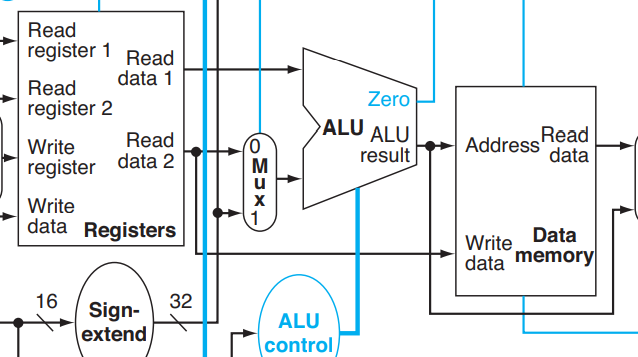 Read
register 1
Read
data 1
Read
register 2
Write
register
Read
data 2
Write
data
Registers
0
M
u
x
1
Zero
ALU
ALU
result
Address
Read
data
Write
data
Data
memory
16
Sign-
extend
32
ALU
control